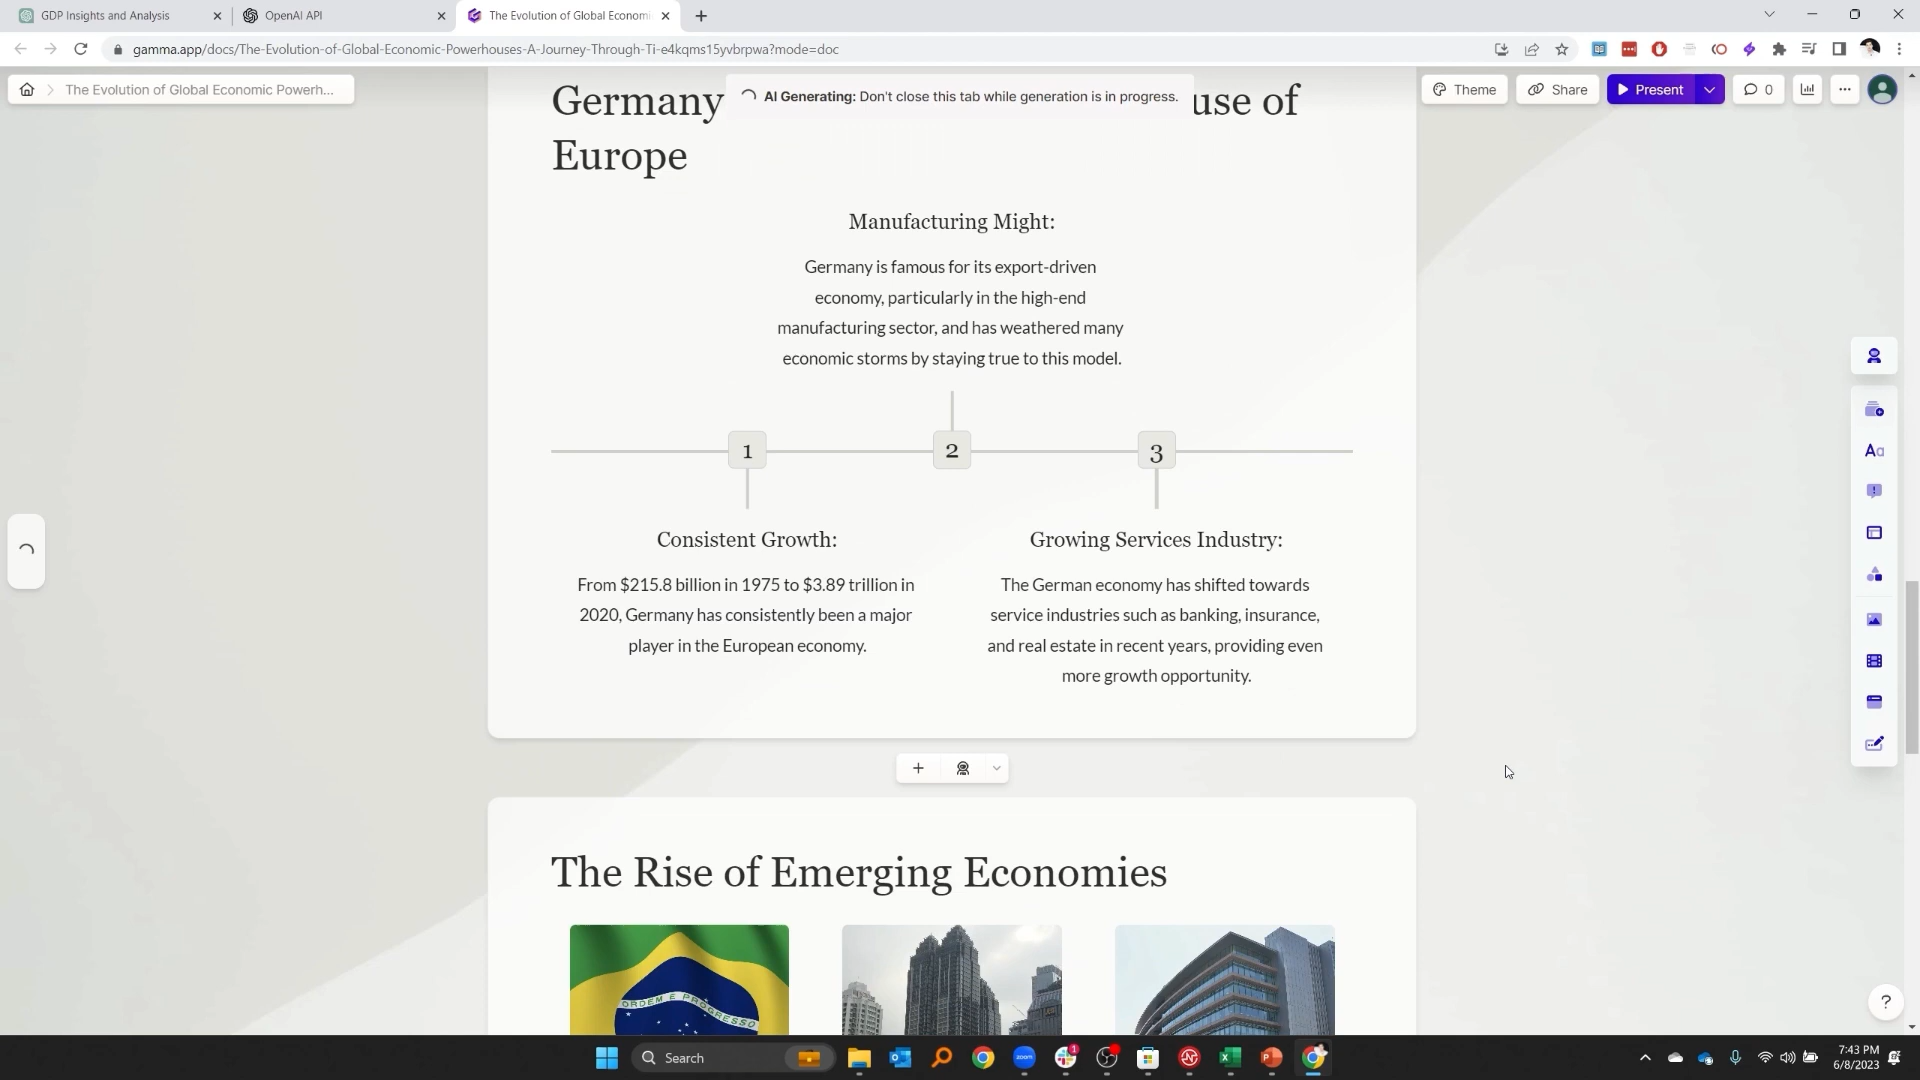 GDP Insights and Analysis
OpenAI API
The Evolution of Global Economi
gamma.app/docs/The-Evolution-of-Global-Economic-Powerhouses-A-Journey-Through-Ti-e4kqms15yvbrpwa?mode=doc
The Evolution of Global Economic Powerh...
AI Generating: Don't close this tab while generation is in progress.
Theme
Share
Present
0
Germany use of
Europe
Manufacturing Might:
Germany is famous for its export-driven
economy, particularly in the high-end
manufacturing sector, and has weathered many
economic storms by staying true to this model.
1
2
3
Consistent Growth:
From $215.8 billion in 1975 to $3.89 trillion in
2020, Germany has consistently been a major
player in the European economy.
Growing Services Industry:
The German economy has shifted towards
service industries such as banking, insurance,
and real estate in recent years, providing even
more growth opportunity.
Aa
The Rise of Emerging Economies
ORDEM E PROGRESSO
?
Search
zoom
1
7:43 PM
6/8/2023